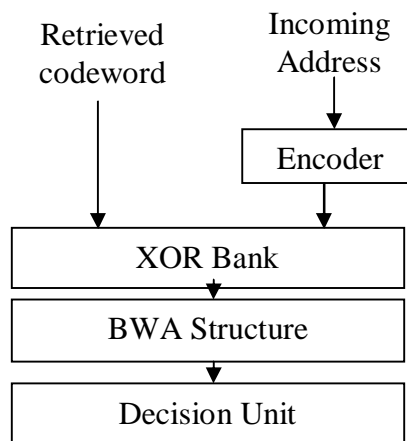 Retrieved
codeword
Incoming
Address
Encoder
XOR Bank
BWA Structure
Decision Unit